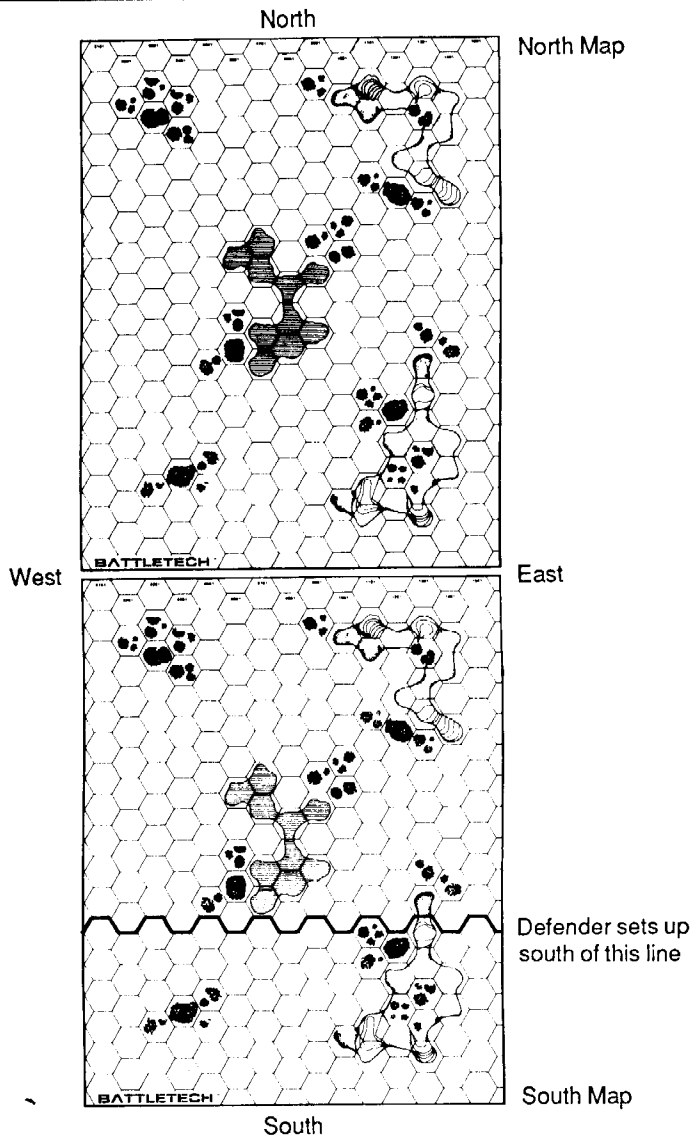 North
North Map
BATTLETECH
West
East
Defender sets up
south of this line
BATTLETECH
South Map
South